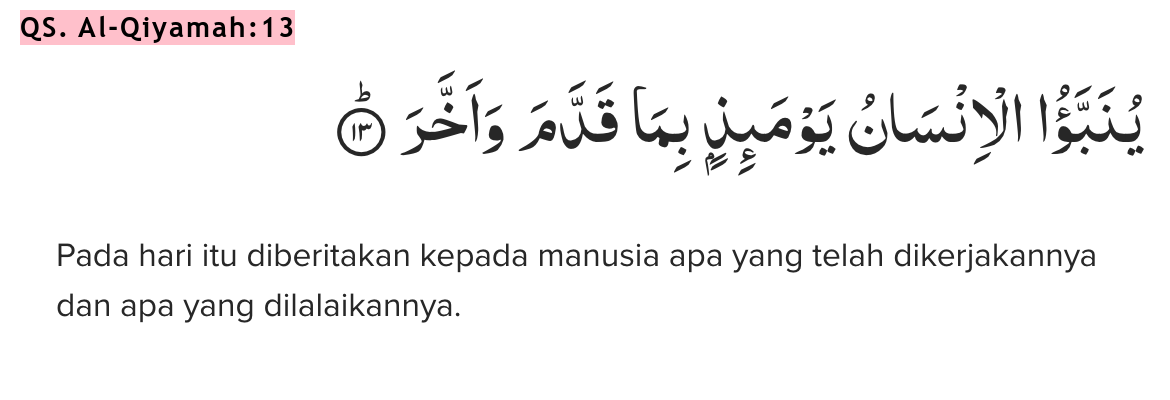 QS. Al-Qiyamah:13
يُنَبَّؤُا الْاِنْسَانُ يَوْمَىِٕذٍۢ بِمَا قَدَّمَ وَاَخَّرَۗ ۝١٣
Pada hari itu diberitakan kepada manusia apa yang telah dikerjakannya
dan apa yang dilalaikannya.